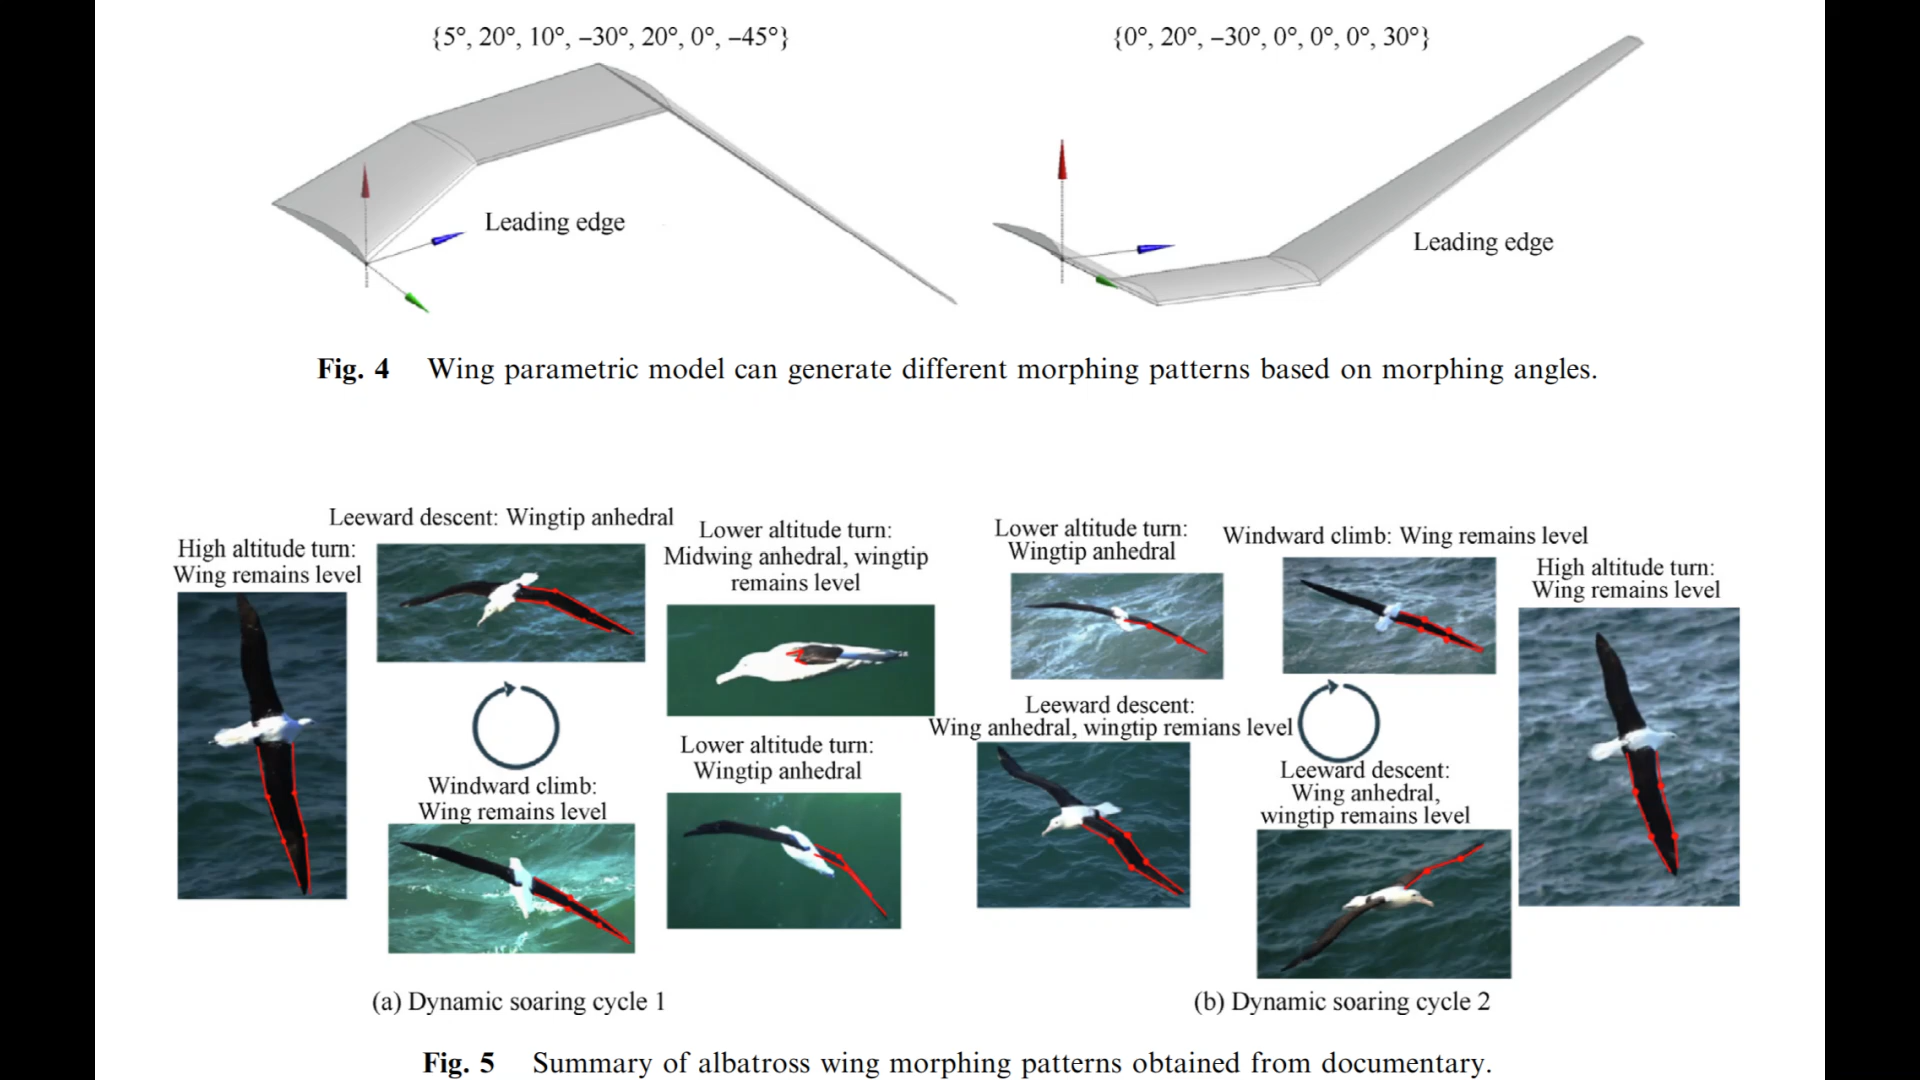 {5°, 20°, 10°, –30°, 20°, 0°, –45°}
{0°, 20°, –30°, 0°, 0°, 0°, 30°}
Leading edge
Leading edge
Fig. 4 Wing parametric model can generate different morphing patterns based on morphing angles.
High altitude turn:
Wing remains level
Leeward descent: Wingtip anhedral
Lower altitude turn:
Midwing anhedral, wingtip
remains level
Windward climb:
Wing remains level
Lower altitude turn:
Wingtip anhedral
(a) Dynamic soaring cycle 1
Lower altitude turn:
Wingtip anhedral
Windward climb: Wing remains level
High altitude turn:
Wing remains level
Leeward descent:
Wing anhedral, wingtip remians level
Leeward descent:
Wing anhedral,
wingtip remains level
(b) Dynamic soaring cycle 2
Fig. 5 Summary of albatross wing morphing patterns obtained from documentary.